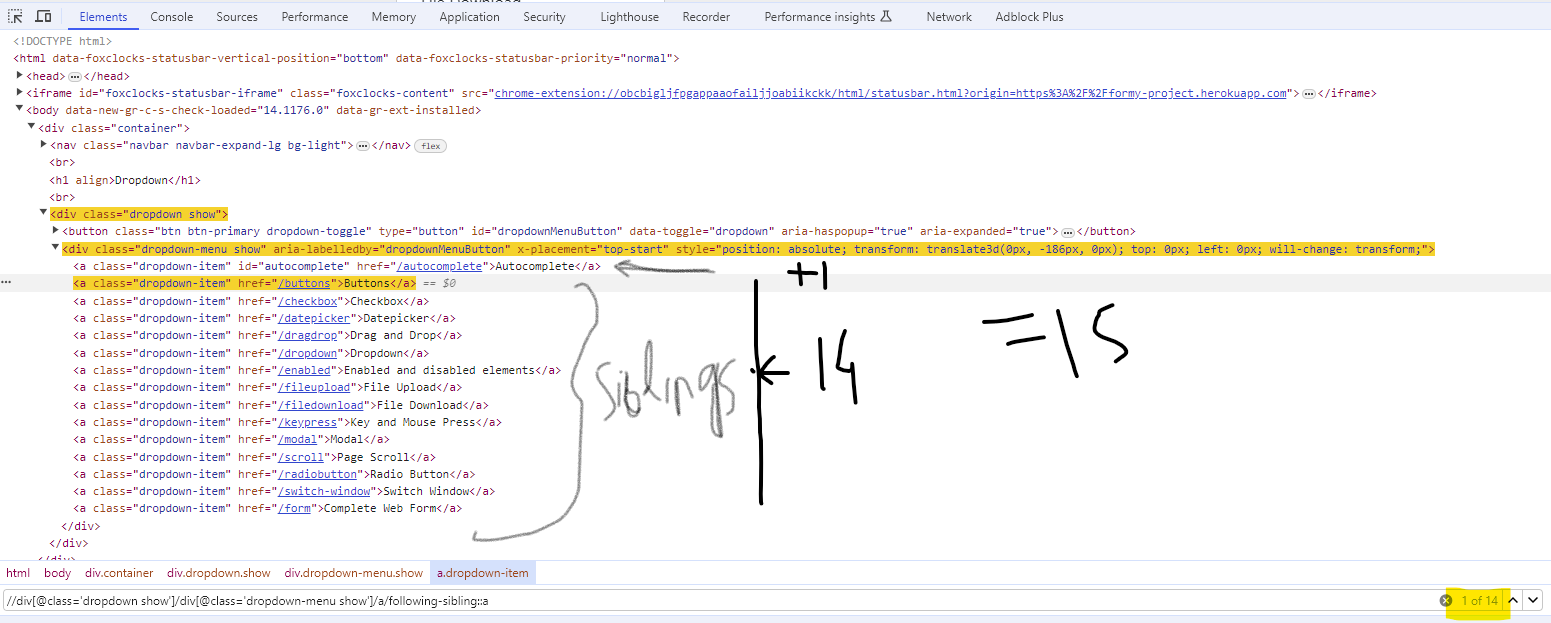 File Download
Elements Console Sources Performance Memory Application Security Lighthouse Recorder Performance insights Network Adblock Plus
<!DOCTYPE html>
<html data-foxclocks-statusbar-vertical-position="bottom" data-foxclocks-statusbar-priority="normal">
<head>…</head>
<iframe id="foxclocks-statusbar-iframe" class="foxclocks-content" src="chrome-extension://obcbigljfpgappaaofailjjoabiikckk/html/statusbar.html?origin=https%3A%2F%2Fformy-project.herokuapp.com">…</iframe>
<body data-new-gr-c-s-check-loaded="14.1176.0" data-gr-ext-installed>
<div class="container">
<nav class="navbar navbar-expand-lg bg-light">…</nav> flex
<br>
<h1 align>Dropdown</h1>
<br>
<div class="dropdown show">
<button class="btn btn-primary dropdown-toggle" type="button" id="dropdownMenuButton" data-toggle="dropdown" aria-haspopup="true" aria-expanded="true">…</button>
<div class="dropdown-menu show" aria-labelledby="dropdownMenuButton" x-placement="top-start" style="position: absolute; transform: translate3d(0px, -186px, 0px); top: 0px; left: 0px; will-change: transform;">
<a class="dropdown-item" id="autocomplete" href="/autocomplete">Autocomplete</a>
+1
<a class="dropdown-item" href="/buttons">Buttons</a> == $0
<a class="dropdown-item" href="/checkbox">Checkbox</a>
<a class="dropdown-item" href="/datepicker">Datepicker</a>
<a class="dropdown-item" href="/dragdrop">Drag and Drop</a>
=15
<a class="dropdown-item" href="/dropdown">Dropdown</a>
<a class="dropdown-item" href="/enabled">Enabled and disabled elements</a>
siblings
14
<a class="dropdown-item" href="/fileupload">File Upload</a>
<a class="dropdown-item" href="/filedownload">File Download</a>
<a class="dropdown-item" href="/keypress">Key and Mouse Press</a>
<a class="dropdown-item" href="/modal">Modal</a>
<a class="dropdown-item" href="/scroll">Page Scroll</a>
<a class="dropdown-item" href="/radiobutton">Radio Button</a>
<a class="dropdown-item" href="/switch-window">Switch Window</a>
<a class="dropdown-item" href="/form">Complete Web Form</a>
</div>
</div>
</div>
html body div.container div.dropdown.show div.dropdown-menu.show a.dropdown-item
//div[@class='dropdown show']/div[@class='dropdown-menu show']/a/following-sibling::a 1 of 14